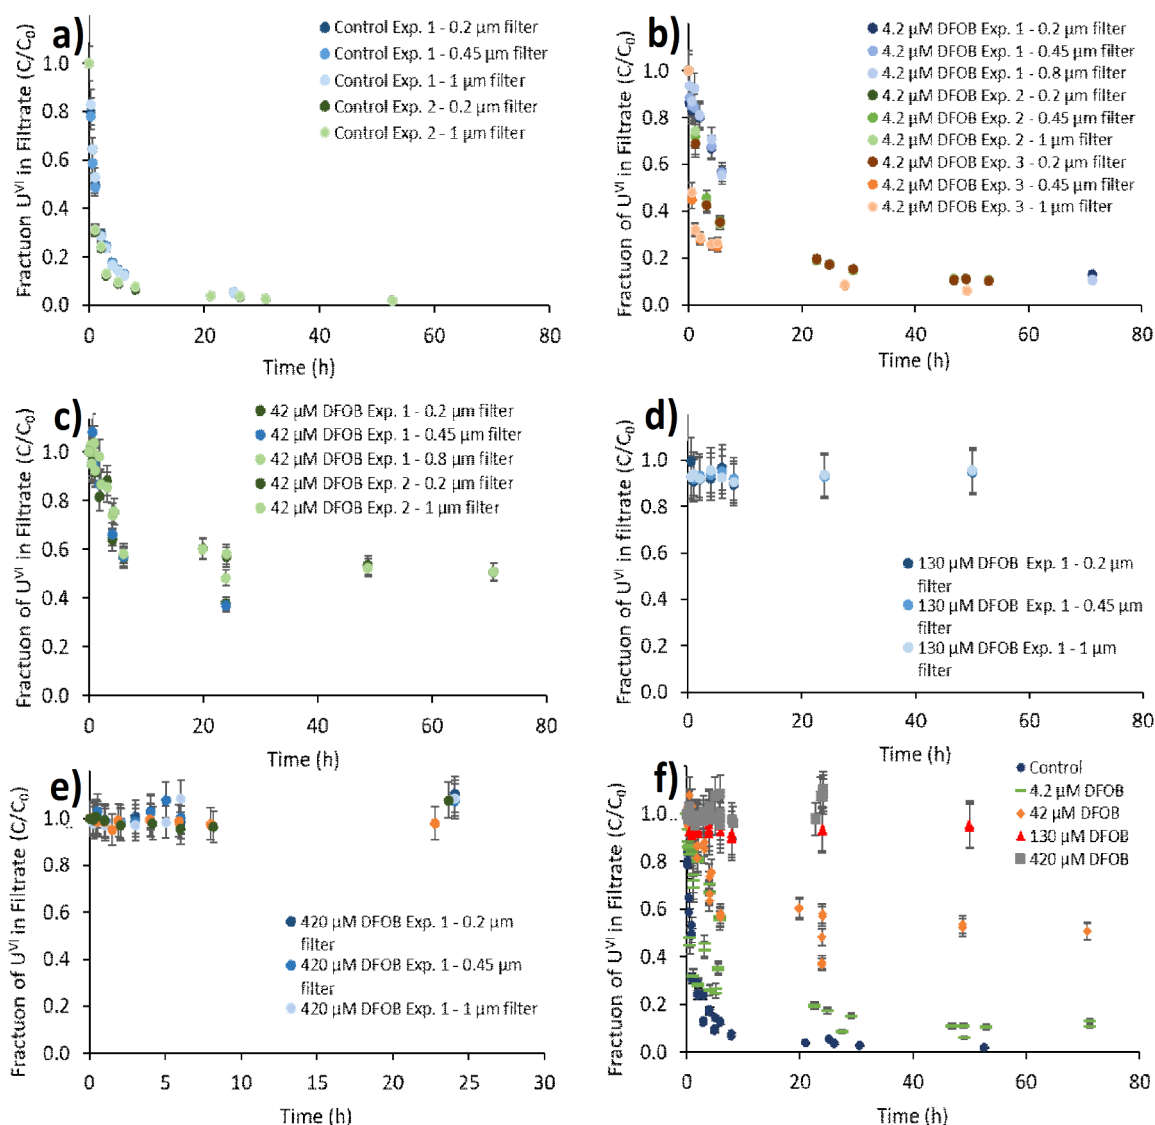 a)
Fractuon U^VI in Filtrate (C/C₀)
1.0
0.8
0.6
0.4
0.2
0.0
0
20
40
60
80
Time (h)
Control Exp. 1 - 0.2 µm filter
Control Exp. 1 - 0.45 µm filter
Control Exp. 1 - 1 µm filter
Control Exp. 2 - 0.2 µm filter
Control Exp. 2 - 1 µm filter
b)
Fractuon of U^VI in Filtrate (C/C₀)
1.0
0.8
0.6
0.4
0.2
0.0
0
20
40
60
80
Time (h)
4.2 µM DFOB Exp. 1 - 0.2 µm filter
4.2 µM DFOB Exp. 1 - 0.45 µm filter
4.2 µM DFOB Exp. 1 - 0.8 µm filter
4.2 µM DFOB Exp. 2 - 0.2 µm filter
4.2 µM DFOB Exp. 2 - 0.45 µm filter
4.2 µM DFOB Exp. 2 - 1 µm filter
4.2 µM DFOB Exp. 3 - 0.2 µm filter
4.2 µM DFOB Exp. 3 - 0.45 µm filter
4.2 µM DFOB Exp. 3 - 1 µm filter
c)
Fractuon of U^VI in Filtrate (C/C₀)
1.0
0.8
0.6
0.4
0.2
0.0
0
20
40
60
80
Time (h)
42 µM DFOB Exp. 1 - 0.2 µm filter
42 µM DFOB Exp. 1 - 0.45 µm filter
42 µM DFOB Exp. 1 - 0.8 µm filter
42 µM DFOB Exp. 2 - 0.2 µm filter
42 µM DFOB Exp. 2 - 1 µm filter
d)
Fractuon of U^VI in filtrate (C/C₀)
1.0
0.8
0.6
0.4
0.2
0.0
0
20
40
60
80
Time (h)
130 µM DFOB Exp. 1 - 0.2 µm
filter
130 µM DFOB Exp. 1 - 0.45 µm
filter
130 µM DFOB Exp. 1 - 1 µm
filter
e)
Fractuon of U^VI in Filtrate (C/C₀)
1.0
0.8
0.6
0.4
0.2
0.0
0
5
10
15
20
25
30
Time (h)
420 µM DFOB Exp. 1 - 0.2 µm
filter
420 µM DFOB Exp. 1 - 0.45 µm
filter
420 µM DFOB Exp. 1 - 1 µm filter
f)
Fractuon of U^VI in Filtrate (C/C₀)
1.0
0.8
0.6
0.4
0.2
0.0
0
20
40
60
80
Time (h)
Control
4.2 µM DFOB
42 µM DFOB
130 µM DFOB
420 µM DFOB